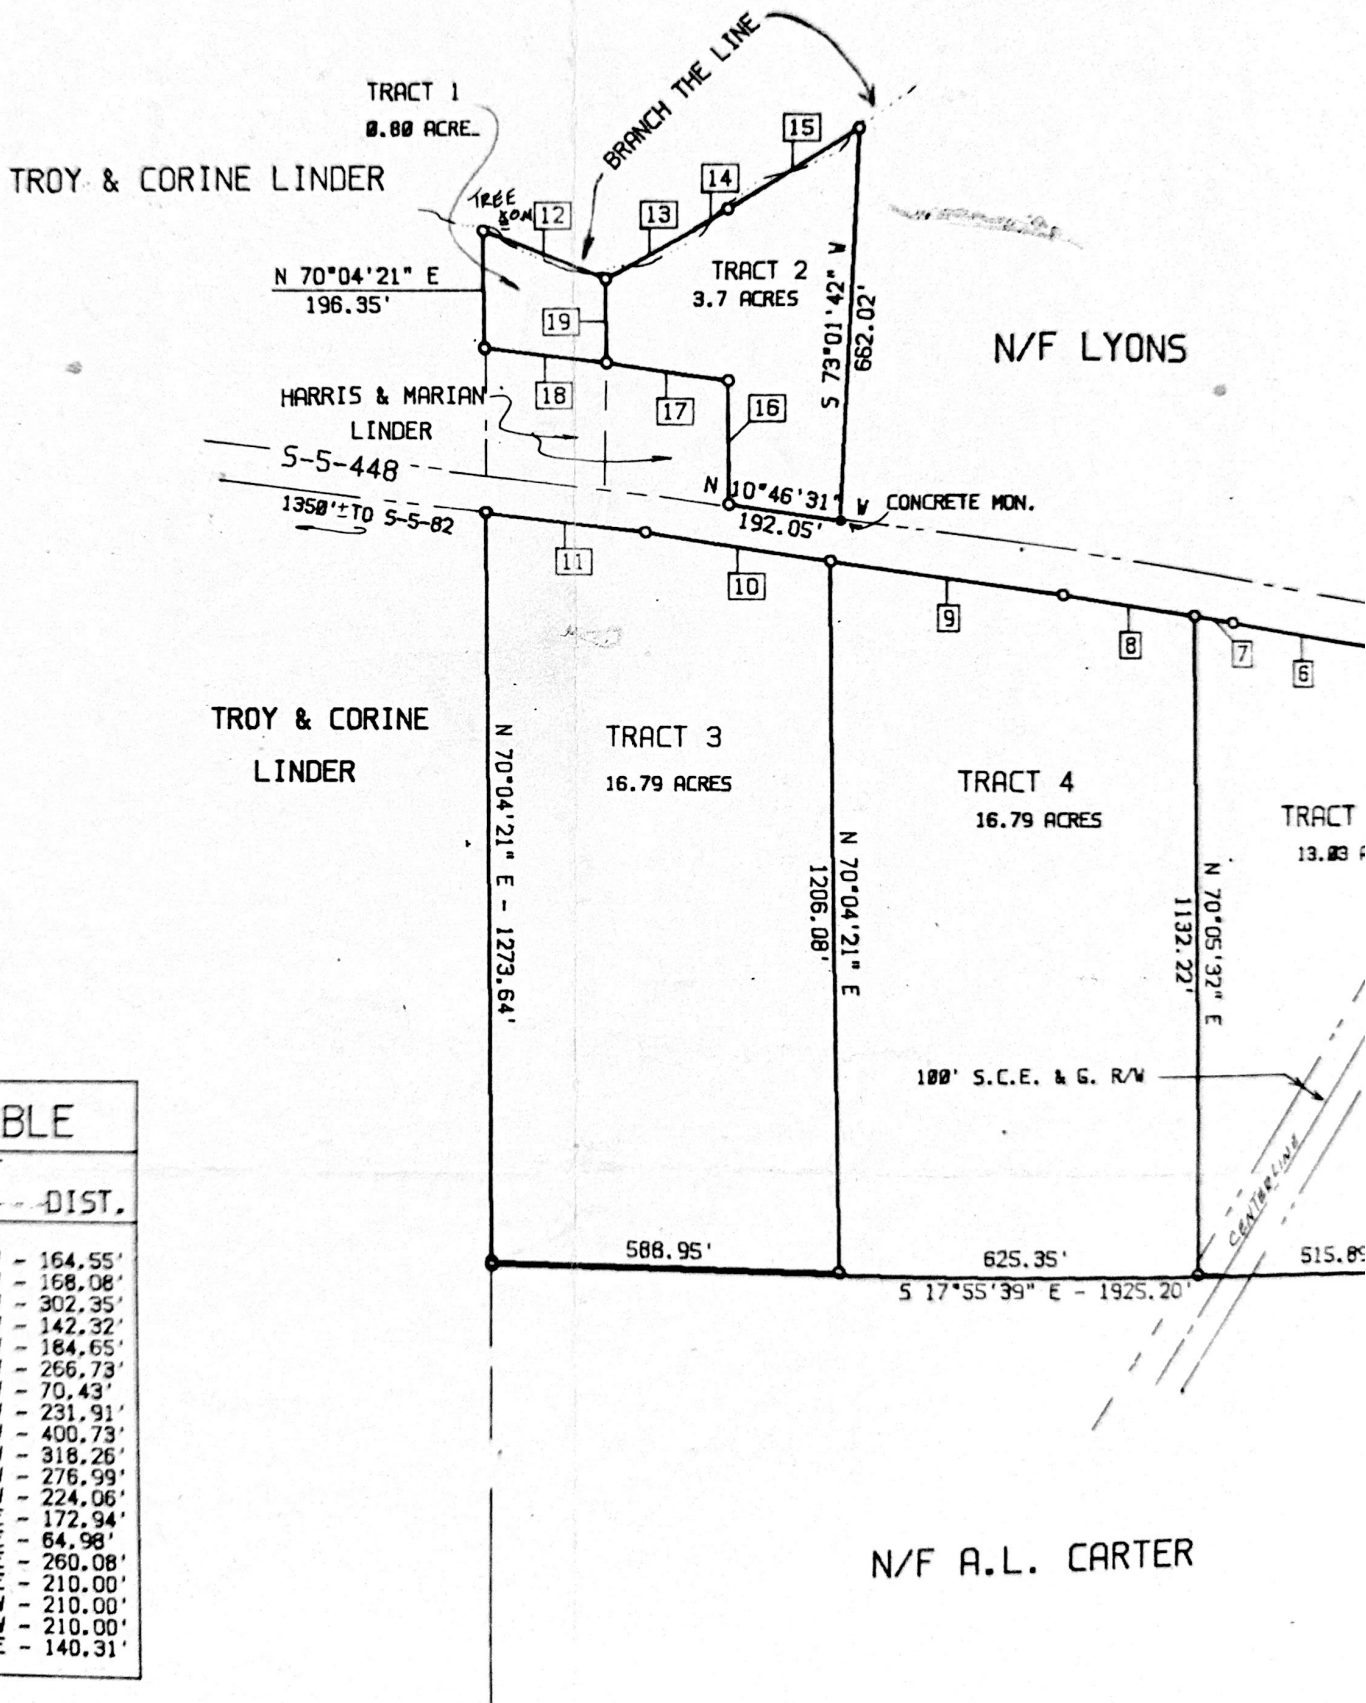 BRANCH THE LINE
TRACT 1
0.80 ACRE
TROY & CORINE LINDER
TREE
12
13
14
15
N 70°04'21" E
196.35'
TRACT 2
3.7 ACRES
S 73°01'42" W
662.02'
N/F LYONS
19
18
17
16
HARRIS & MARIAN
LINDER
S-5-448
1350'± TO S-5-82
N 10°46'31" W
192.05'
CONCRETE MON.
11
10
9
8
7
6
TROY & CORINE
LINDER
N 70°04'21" E - 1273.64'
TRACT 3
16.79 ACRES
N 70°04'21" E
1206.08'
TRACT 4
16.79 ACRES
N 70°05'32" E
1132.22'
TRACT
13.03
100' S.C.E. & G. R/W
CENTERLINE
588.95'
625.35'
515.89
S 17°55'39" E - 1925.20'
BLE
DIST.
- 164.55'
- 168.08'
- 302.35'
- 142.32'
- 184.65'
- 266.73'
- 70.43'
- 231.91'
- 400.73'
- 318.26'
- 276.99'
- 224.06'
- 172.94'
- 64.98'
- 260.08'
- 210.00'
- 210.00'
- 210.00'
E - 140.31'
N/F A.L. CARTER